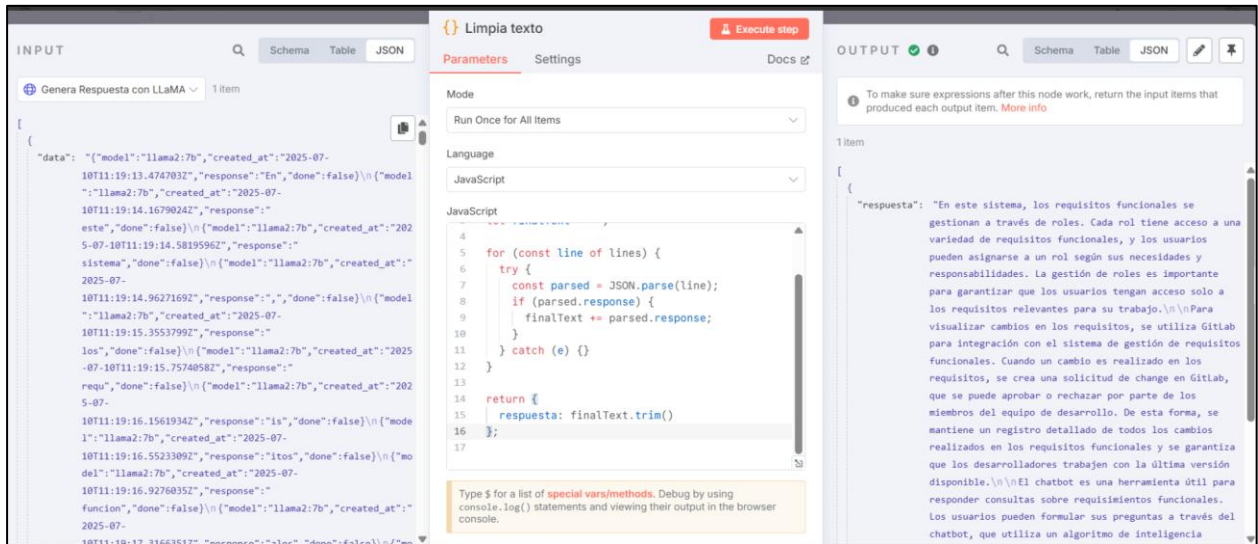 INPUT
Schema Table JSON
Genera Respuesta con LLaMA 1 item
[
{
"data": "{"model":"llama2:7b","created_at":"2025-07-
10T11:19:13.474703Z","response":"En","done":false}\n{"model
":"llama2:7b","created_at":"2025-07-
10T11:19:14.1679024Z","response":"
este","done":false}\n{"model":"llama2:7b","created_at":"202
5-07-10T11:19:14.5819596Z","response":"
sistema","done":false}\n{"model":"llama2:7b","created_at":"
2025-07-
10T11:19:14.9627169Z","response":",","done":false}\n{"model
":"llama2:7b","created_at":"2025-07-
10T11:19:15.3553799Z","response":"
los","done":false}\n{"model":"llama2:7b","created_at":"2025
-07-10T11:19:15.7574058Z","response":"
requ","done":false}\n{"model":"llama2:7b","created_at":"202
5-07-
10T11:19:16.1561934Z","response":"is","done":false}\n{"mode
l":"llama2:7b","created_at":"2025-07-
10T11:19:16.5523309Z","response":"itos","done":false}\n{"mo
del":"llama2:7b","created_at":"2025-07-
10T11:19:16.9276035Z","response":"
funcion","done":false}\n{"model":"llama2:7b","created_at":"
2025-07-
{} Limpia texto
Execute step
Parameters Settings Docs
Mode
Run Once for All Items
Language
JavaScript
JavaScript
4
5 for (const line of lines) {
6 try {
7 const parsed = JSON.parse(line);
8 if (parsed.response) {
9 finalText += parsed.response;
10 }
11 } catch (e) {}
12 }
13
14 return {
15 respuesta: finalText.trim()
16 };
17
Type $ for a list of special vars/methods. Debug by using
console.log() statements and viewing their output in the browser
console.
OUTPUT
Schema Table JSON
To make sure expressions after this node work, return the input items that
produced each output item. More info
1 item
[
{
"respuesta": "En este sistema, los requisitos funcionales se
gestionan a través de roles. Cada rol tiene acceso a una
variedad de requisitos funcionales, y los usuarios
pueden asignarse a un rol según sus necesidades y
responsabilidades. La gestión de roles es importante
para garantizar que los usuarios tengan acceso solo a
los requisitos relevantes para su trabajo.\n\nPara
visualizar cambios en los requisitos, se utiliza GitLab
para integración con el sistema de gestión de requisitos
funcionales. Cuando un cambio es realizado en los
requisitos, se crea una solicitud de change en GitLab,
que se puede aprobar o rechazar por parte de los
miembros del equipo de desarrollo. De esta forma, se
mantiene un registro detallado de todos los cambios
realizados en los requisitos funcionales y se garantiza
que los desarrolladores trabajen con la última versión
disponible.\n\nEl chatbot es una herramienta útil para
responder consultas sobre requisimientos funcionales.
Los usuarios pueden formular sus preguntas a través del
chatbot, que utiliza un algoritmo de inteligencia